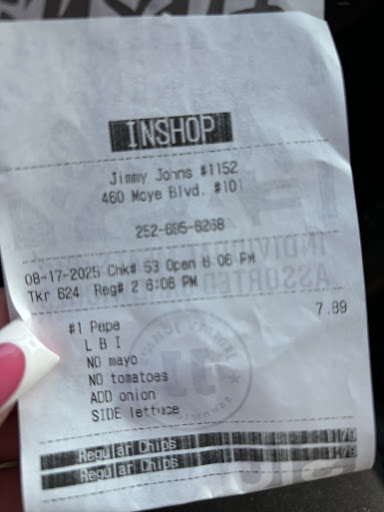 INSHOP
Jimmy Johns #1152
460 Moye Blvd. #101
252-695-6268
08-17-2025 Chk# 53 Open 6:06 PM
Tkr 624 Reg# 2 6:06 PM
#1 Pepe 7.89
L B I
NO mayo
NO tomatoes
ADD onion
SIDE lettuce
Regular Chips
Regular Chips